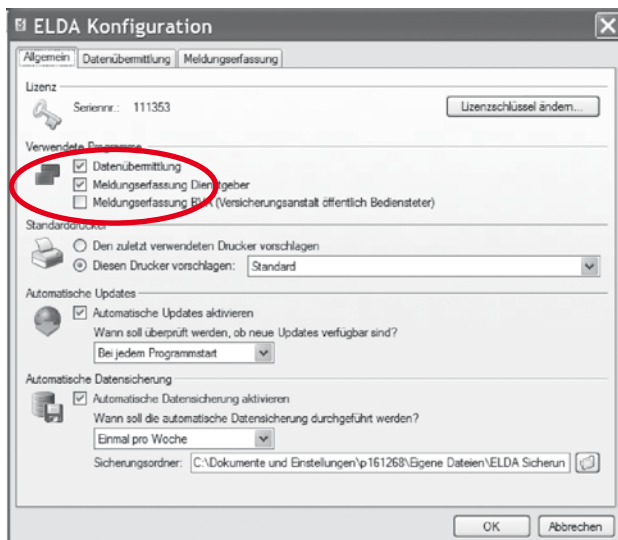 ELDA Konfiguration
Allgemein Datenübermittlung Meldungserfassung
Lizenz
Seriennr.: 111353 Lizenzschlüssel ändern...
Verwendete Programme
Datenübermittlung
Meldungserfassung Dienstgeber
Meldungserfassung BVA (Versicherungsanstalt öffentlich Bediensteter)
Standarddrucker
Den zuletzt verwendeten Drucker vorschlagen
Diesen Drucker vorschlagen: Standard
Automatische Updates
Automatische Updates aktivieren
Wann soll überprüft werden, ob neue Updates verfügbar sind?
Bei jedem Programmstart
Automatische Datensicherung
Automatische Datensicherung aktivieren
Wann soll die automatische Datensicherung durchgeführt werden?
Einmal pro Woche
Sicherungsordner: C:\Dokumente und Einstellungen\p161268\Eigene Dateien\ELDA Sicherun
OK Abbrechen